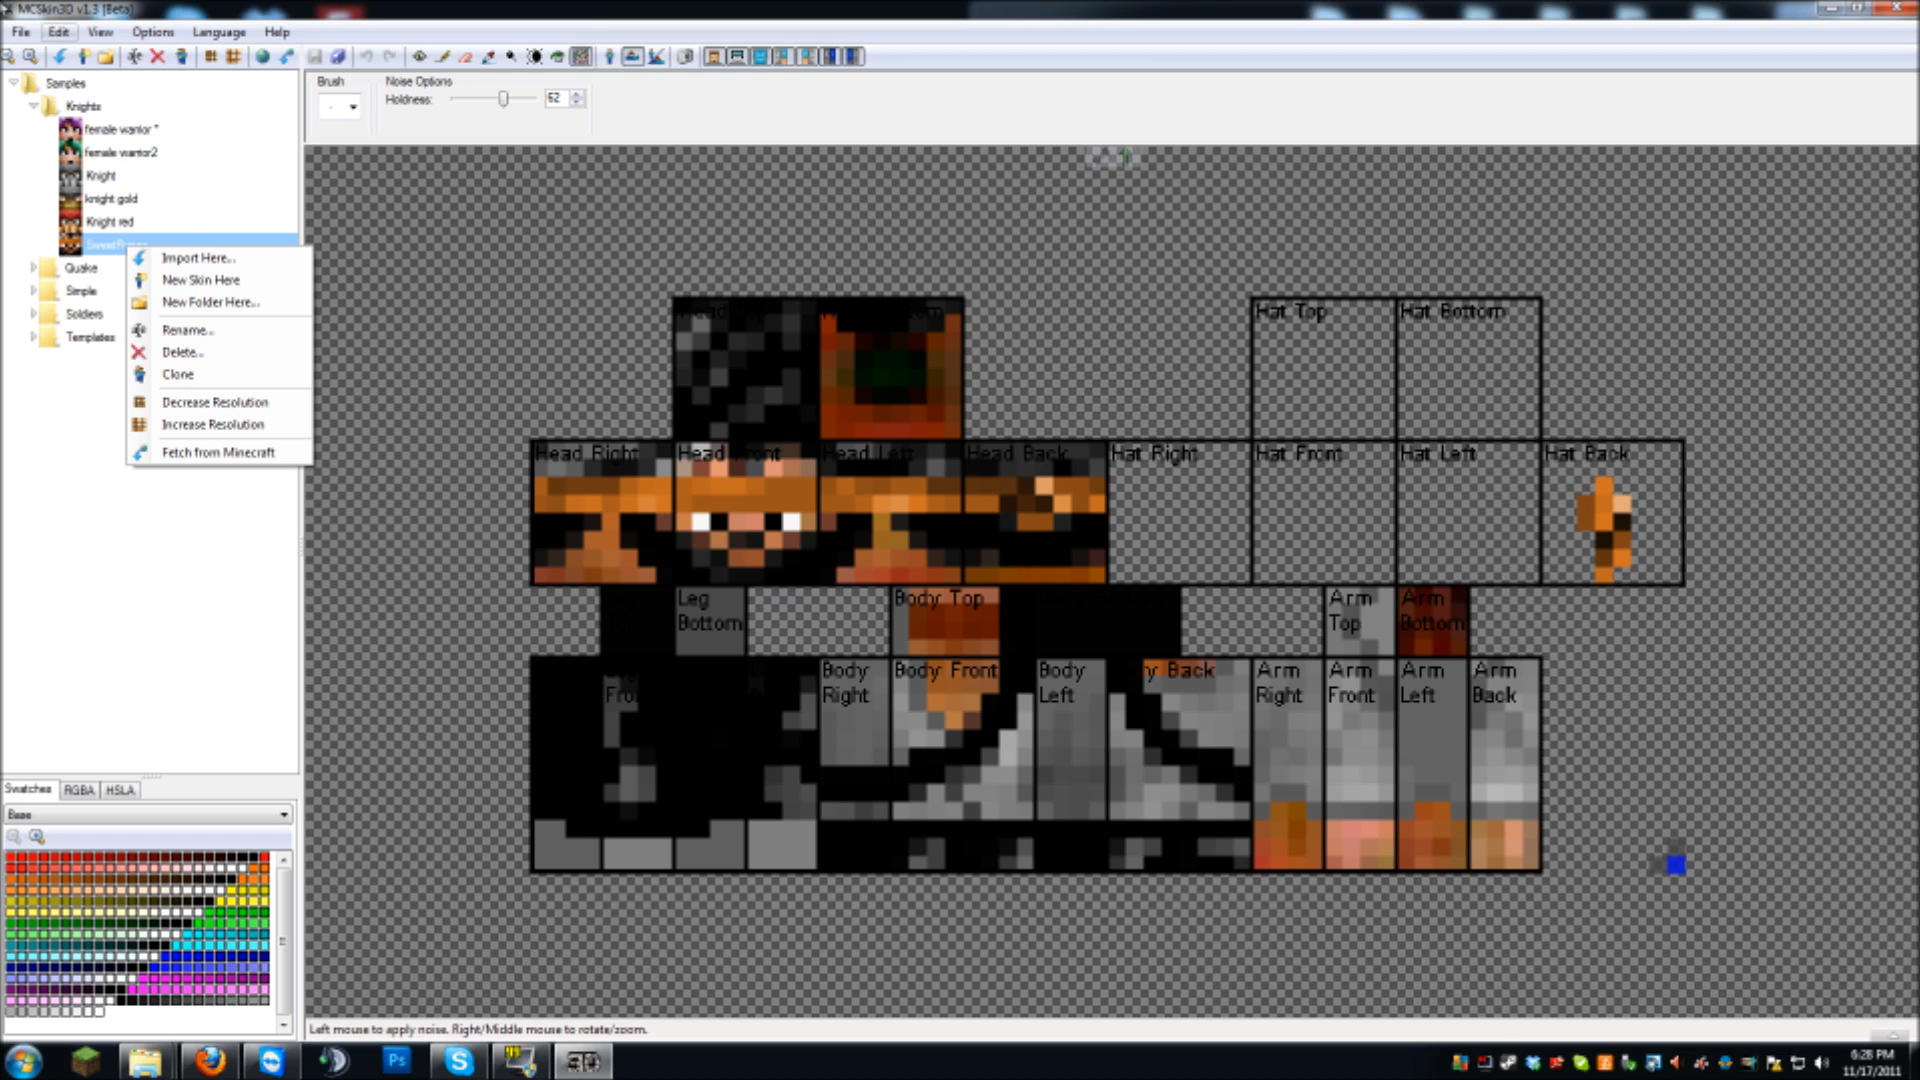 MCSkin3D v1.3 [Beta]
File Edit View Options Language Help
Brush
Noise Options
Holdness: 62
Samples
Knights
female warrior *
female warrior2
Knight
knight gold
Knight red
Quake
Simple
Soldiers
Templates
Import Here...
New Skin Here
New Folder Here...
Rename...
Delete...
Clone
Decrease Resolution
Increase Resolution
Fetch from Minecraft
Hat Top
Hat Bottom
Head Right
Head Front
Head Left
Head Back
Hat Right
Hat Front
Hat Left
Hat Back
Leg
Bottom
Body Top
Arm
Top
Arm
Bottom
Body
Right
Body Front
Body
Left
Back
Arm
Right
Arm
Front
Arm
Left
Arm
Back
Swatches RGBA HSLA
Base
Left mouse to apply noise. Right/Middle mouse to rotate/zoom.
Ps
6:28 PM
11/17/2011